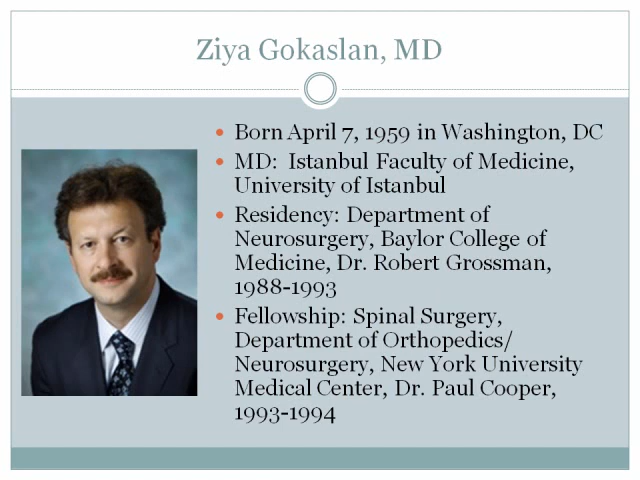 Ziya Gokaslan, MD
Born April 7, 1959 in Washington, DC
MD:  Istanbul Faculty of Medicine,
University of Istanbul
Residency: Department of
Neurosurgery, Baylor College of
Medicine, Dr. Robert Grossman,
1988-1993
Fellowship: Spinal Surgery,
Department of Orthopedics/
Neurosurgery, New York University
Medical Center, Dr. Paul Cooper,
1993-1994